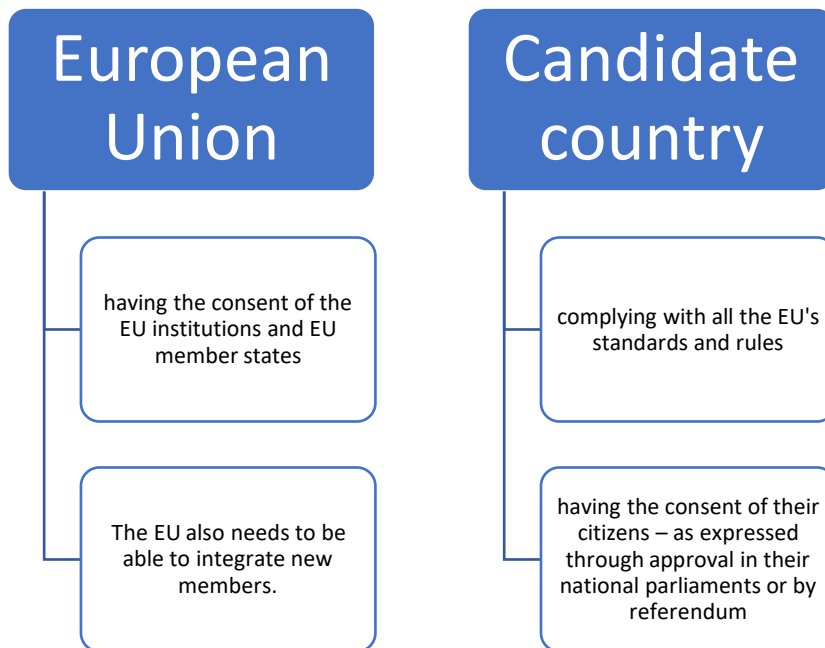 European
Union
having the consent of the
EU institutions and EU
member states
The EU also needs to be
able to integrate new
members.
Candidate
country
complying with all the EU's
standards and rules
having the consent of their
citizens – as expressed
through approval in their
national parliaments or by
referendum